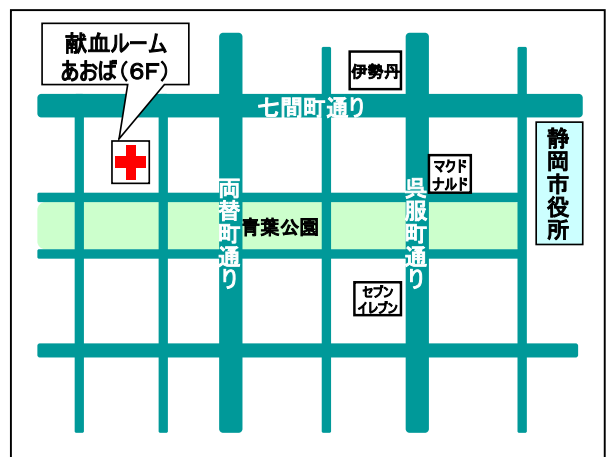 献血ルーム
あおば（６Ｆ）
伊勢丹
七間町通り
マクド
ナルド
静岡市役所
両替町通り
呉服町通り
青葉公園
セブン
イレブン